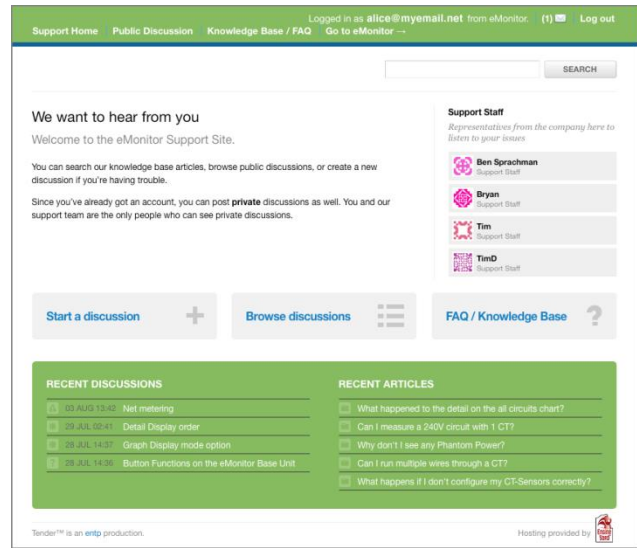 Logged in as alice@myemail.net from eMonitor. (1) Log out
Support Home Public Discussion Knowledge Base / FAQ Go to eMonitor →
SEARCH
We want to hear from you
Welcome to the eMonitor Support Site.
You can search our knowledge base articles, browse public discussions, or create a new
discussion if you're having trouble.
Since you've already got an account, you can post private discussions as well. You and our
support team are the only people who can see private discussions.
Support Staff
Representatives from the company here to
listen to your issues
Ben Sprachman
Support Staff
Bryan
Support Staff
Tim
Support Staff
TimD
Support Staff
Start a discussion
Browse discussions
FAQ / Knowledge Base
RECENT DISCUSSIONS
03 AUG 13:42 Net metering
29 JUL 02:41 Detail Display order
28 JUL 14:37 Graph Display mode option
28 JUL 14:36 Button Functions on the eMonitor Base Unit
RECENT ARTICLES
What happened to the detail on the all circuits chart?
Can I measure a 240V circuit with 1 CT?
Why don't I see any Phantom Power?
Can I run multiple wires through a CT?
What happens if I don't configure my CT-Sensors correctly?
Tender™ is an entp production.
Hosting provided by
Engine
Yard